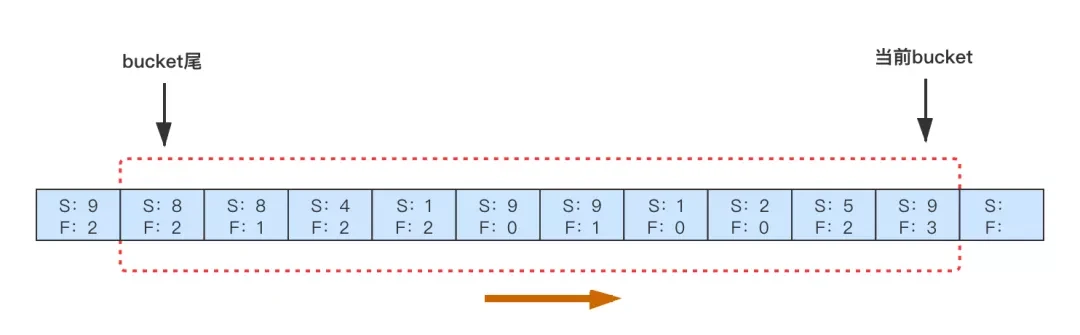 bucket尾
当前bucket
S: 9 S: 8 S: 8 S: 4 S: 1 S: 9 S: 9 S: 1 S: 2 S: 5 S: 9 S:
F: 2 F: 2 F: 1 F: 2 F: 2 F: 0 F: 1 F: 0 F: 0 F: 2 F: 3 F: